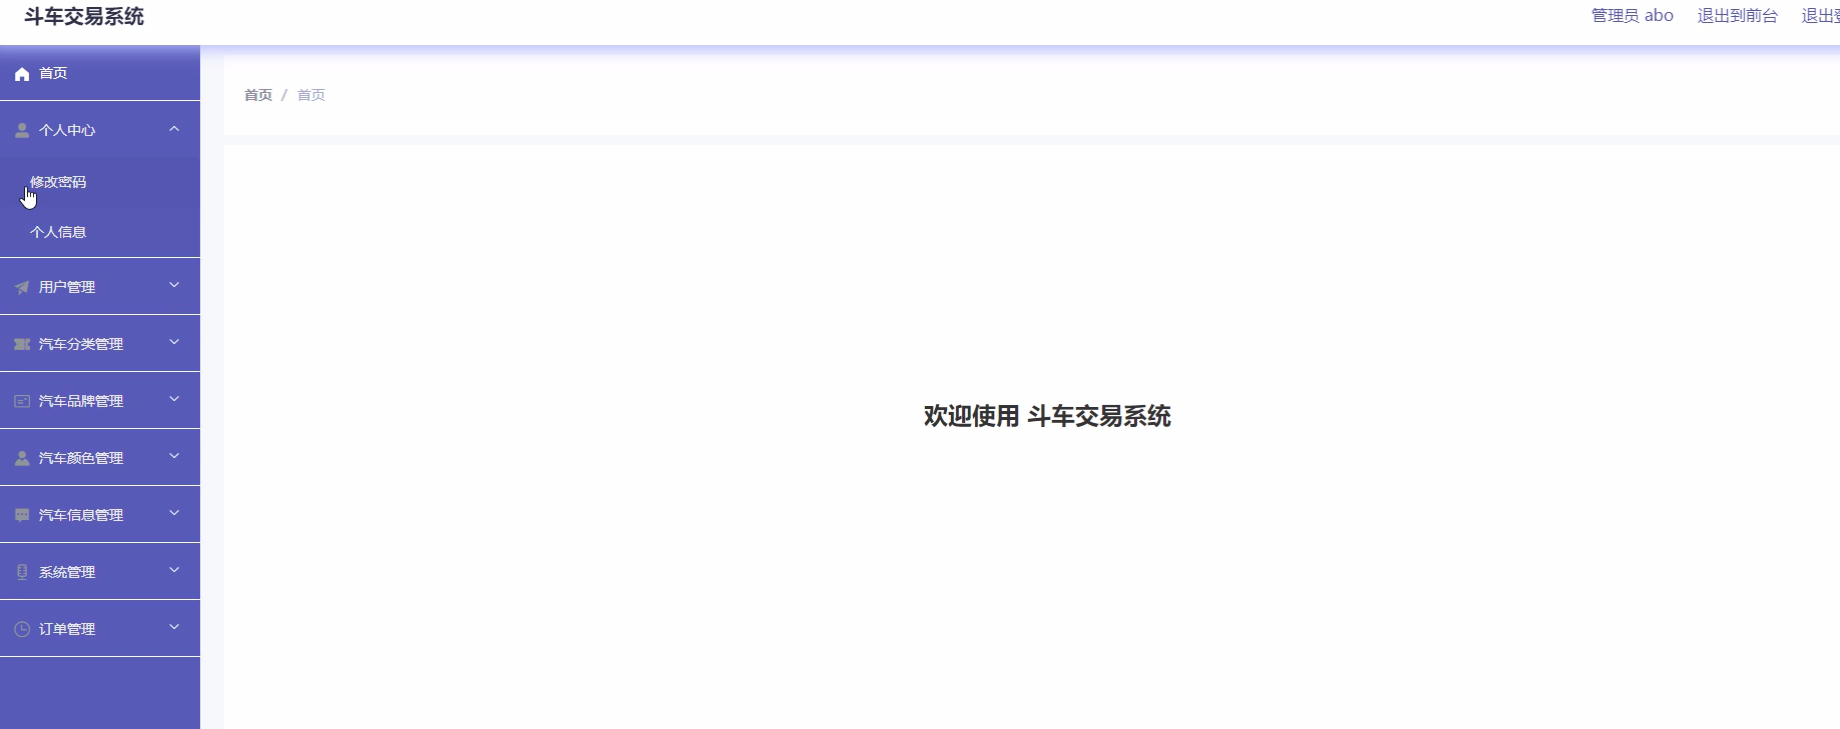 斗车交易系统
管理员 abo 退出到前台 退出
首页
首页 / 首页
个人中心
修改密码
个人信息
用户管理
汽车分类管理
汽车品牌管理
汽车颜色管理
汽车信息管理
系统管理
订单管理
欢迎使用 斗车交易系统